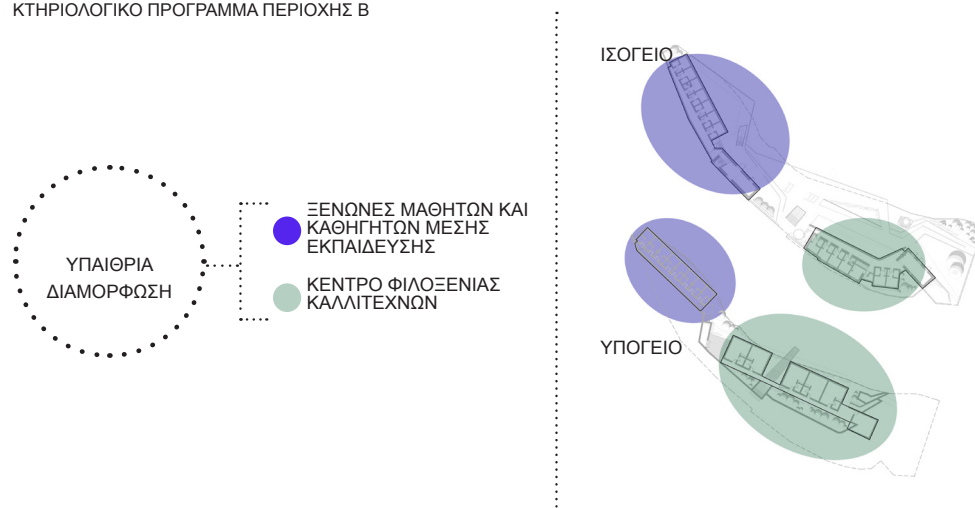 ΚΤΗΡΙΟΛΟΓΙΚΟ ΠΡΟΓΡΑΜΜΑ ΠΕΡΙΟΧΗΣ Β
ΥΠΑΙΘΡΙΑ
ΔΙΑΜΟΡΦΩΣΗ
ΞΕΝΩΝΕΣ ΜΑΘΗΤΩΝ ΚΑΙ
ΚΑΘΗΓΗΤΩΝ ΜΕΣΗΣ
ΕΚΠΑΙΔΕΥΣΗΣ
ΚΕΝΤΡΟ ΦΙΛΟΞΕΝΙΑΣ
ΚΑΛΛΙΤΕΧΝΩΝ
ΙΣΟΓΕΙΟ
ΥΠΟΓΕΙΟ